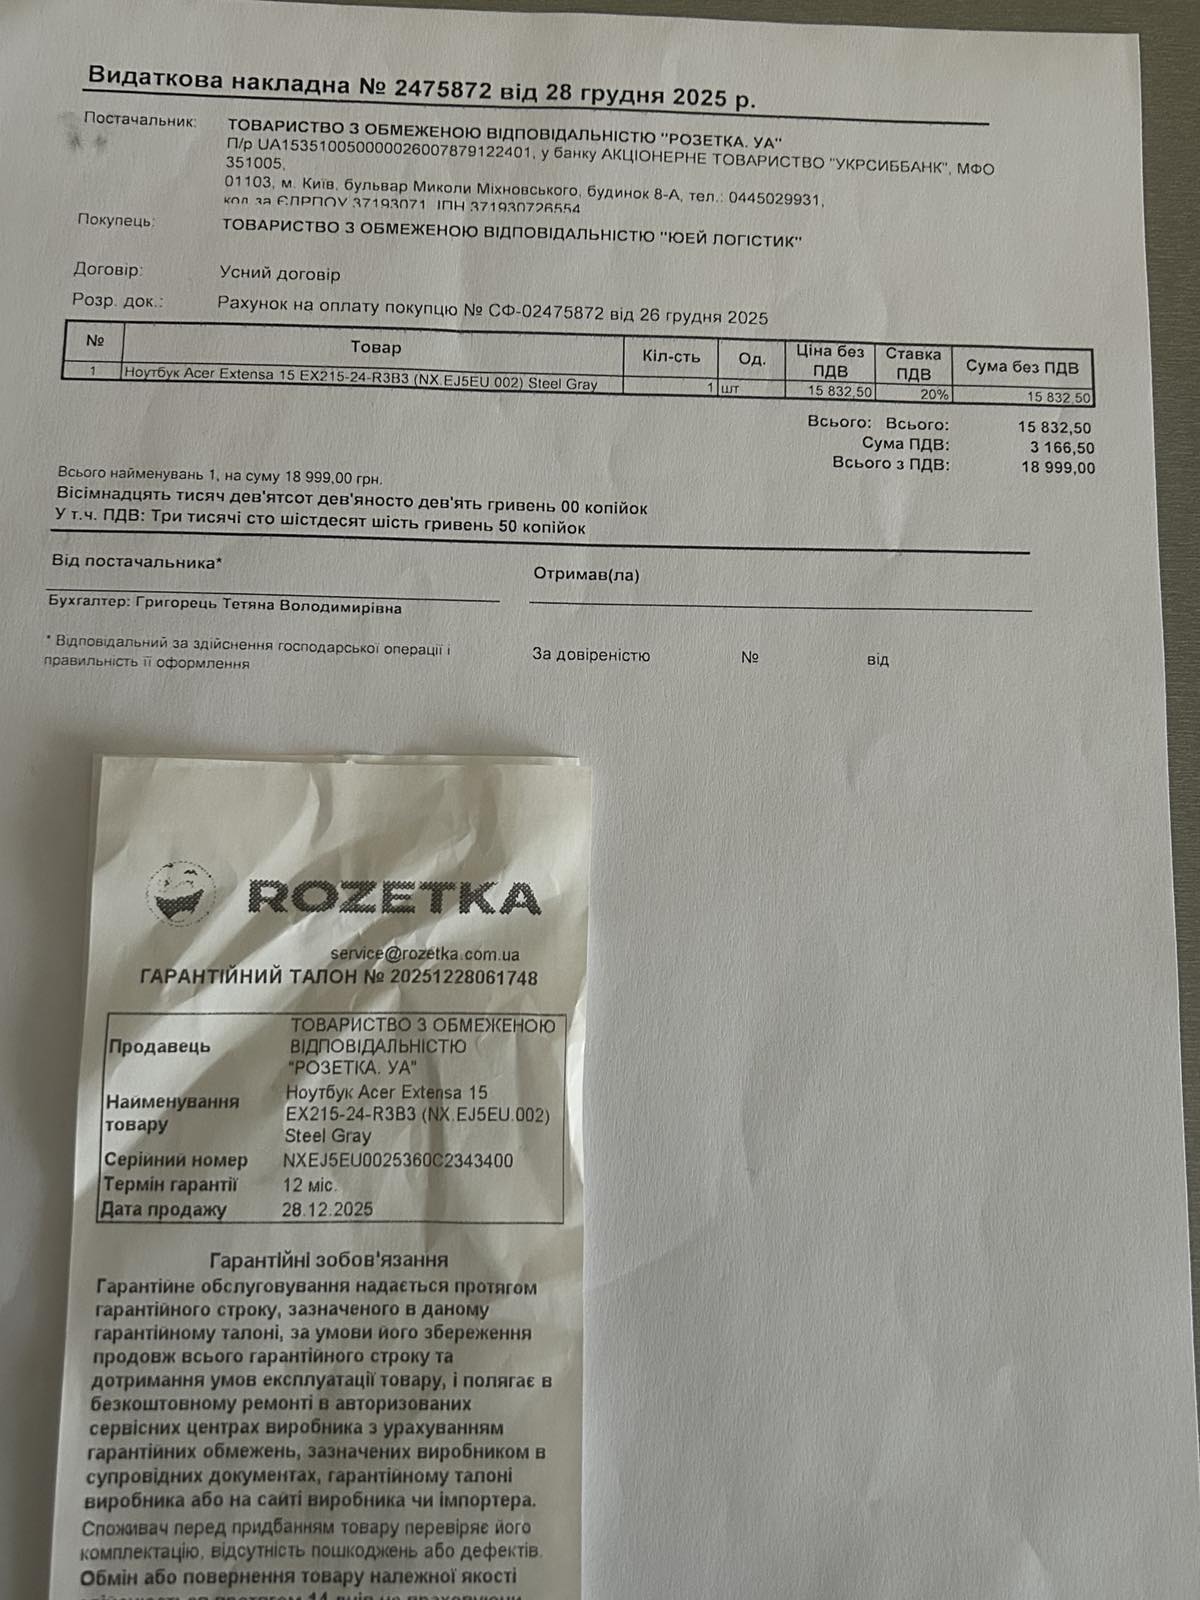 Видаткова накладна № 2475872 від 28 грудня 2025 р.
Постачальник: ТОВАРИСТВО З ОБМЕЖЕНОЮ ВІДПОВІДАЛЬНІСТЮ "РОЗЕТКА. УА"
П/р UA153510050000026007879122401, у банку АКЦІОНЕРНЕ ТОВАРИСТВО "УКРСИББАНК", МФО
351005,
01103, м. Київ, бульвар Миколи Міхновського, будинок 8-А, тел.: 0445029931,
код за ЄДРПОУ 37193071, ІПН 371930726554
Покупець: ТОВАРИСТВО З ОБМЕЖЕНОЮ ВІДПОВІДАЛЬНІСТЮ "ЮЕЙ ЛОГІСТИК"
Договір: Усний договір
Розр. док.: Рахунок на оплату покупцю № СФ-02475872 від 26 грудня 2025
№ Товар Кіл-сть Од. Ціна без ПДВ Ставка ПДВ Сума без ПДВ
1 Ноутбук Acer Extensa 15 EX215-24-R3B3 (NX.EJ5EU.002) Steel Gray 1 шт 15 832,50 20% 15 832,50
Всього: Всього: 15 832,50
Сума ПДВ: 3 166,50
Всього з ПДВ: 18 999,00
Всього найменувань 1, на суму 18 999,00 грн.
Вісімнадцять тисяч дев'ятсот дев'яносто дев'ять гривень 00 копійок
У т.ч. ПДВ: Три тисячі сто шістдесят шість гривень 50 копійок
Від постачальника* Отримав(ла)
Бухгалтер: Григорець Тетяна Володимирівна
* Відповідальний за здійснення господарської операції і
правильність її оформлення
За довіреністю № від
ROZETKA
service@rozetka.com.ua
ГАРАНТІЙНИЙ ТАЛОН № 20251228061748
Продавець ТОВАРИСТВО З ОБМЕЖЕНОЮ
ВІДПОВІДАЛЬНІСТЮ
"РОЗЕТКА. УА"
Найменування товару Ноутбук Acer Extensa 15
EX215-24-R3B3 (NX.EJ5EU.002)
Steel Gray
Серійний номер NXEJ5EU0025360C2343400
Термін гарантії 12 міс.
Дата продажу 28.12.2025
Гарантійні зобов'язання
Гарантійне обслуговування надається протягом
гарантійного строку, зазначеного в даному
гарантійному талоні, за умови його збереження
продовж всього гарантійного строку та
дотримання умов експлуатації товару, і полягає в
безкоштовному ремонті в авторизованих
сервісних центрах виробника з урахуванням
гарантійних обмежень, зазначених виробником в
супровідних документах, гарантійному талоні
виробника або на сайті виробника чи імпортера.
Споживач перед придбанням товару перевіряє його
комплектацію, відсутність пошкоджень або дефектів.
Обмін або повернення товару належної якості
протягом 14 днів не враховуючи